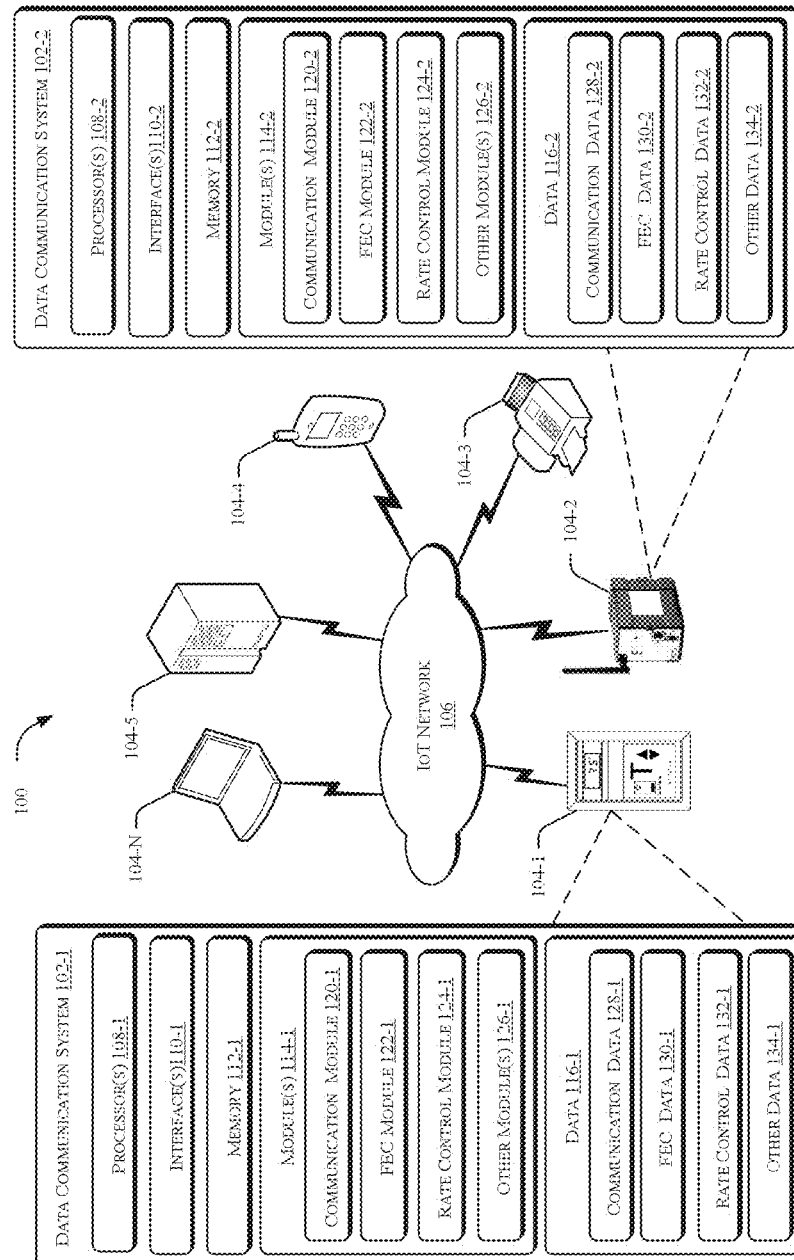 100
DATA COMMUNICATION SYSTEM 102-1
PROCESSOR(S) 108-1
INTERFACE(S)110-1
MEMORY 112-1
MODULE(S) 114-1
COMMUNICATION MODULE 120-1
FEC MODULE 122-1
RATE CONTROL MODULE 124-1
OTHER MODULE(S) 126-1
DATA 116-1
COMMUNICATION DATA 128-1
FEC DATA 130-1
RATE CONTROL DATA 132-1
OTHER DATA 134-1
104-N
104-5
104-4
104-3
104-2
104-1
IOT NETWORK
106
DATA COMMUNICATION SYSTEM 102-2
PROCESSOR(S) 108-2
INTERFACE(S)110-2
MEMORY 112-2
MODULE(S) 114-2
COMMUNICATION MODULE 120-2
FEC MODULE 122-2
RATE CONTROL MODULE 124-2
OTHER MODULE(S) 126-2
DATA 116-2
COMMUNICATION DATA 128-2
FEC DATA 130-2
RATE CONTROL DATA 132-2
OTHER DATA 134-2